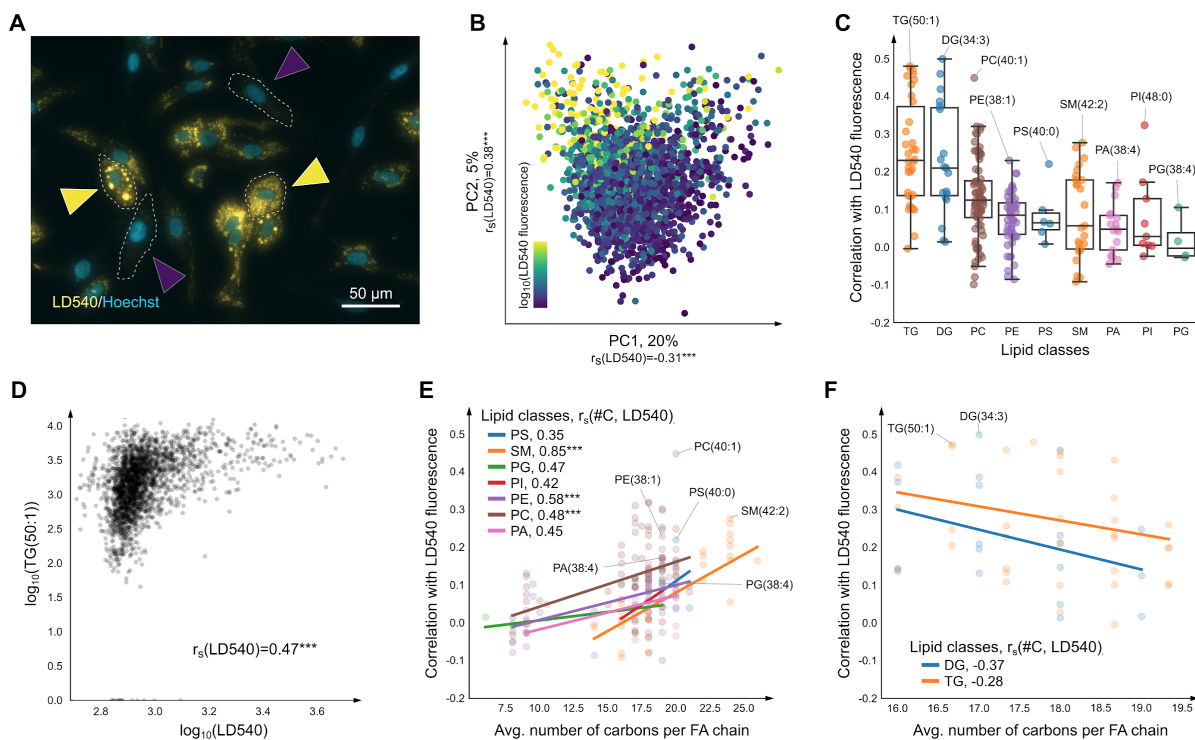 A
LD540/Hoechst
50 µm
B
PC2, 5%
rs(LD540)=0.38***
log10(LD540 fluorescence)
PC1, 20%
rs(LD540)=-0.31***
C
Correlation with LD540 fluorescence
0.5
0.4
0.3
0.2
0.1
0.0
-0.1
-0.2
TG(50:1)
DG(34:3)
PC(40:1)
PE(38:1)
PS(40:0)
SM(42:2)
PA(38:4)
PI(48:0)
PG(38:4)
TG DG PC PE PS SM PA PI PG
Lipid classes
D
log10(TG(50:1))
4.0
3.5
3.0
2.5
2.0
1.5
1.0
0.5
0.0
rs(LD540)=0.47***
2.8 3.0 3.2 3.4 3.6
log10(LD540)
E
Correlation with LD540 fluorescence
0.5
0.4
0.3
0.2
0.1
0.0
-0.1
-0.2
Lipid classes, rs(#C, LD540)
PS, 0.35
SM, 0.85***
PG, 0.47
PI, 0.42
PE, 0.58***
PC, 0.48***
PA, 0.45
PC(40:1)
PE(38:1)
PS(40:0)
SM(42:2)
PA(38:4)
PG(38:4)
7.5 10.0 12.5 15.0 17.5 20.0 22.5 25.0
Avg. number of carbons per FA chain
F
Correlation with LD540 fluorescence
0.5
0.4
0.3
0.2
0.1
0.0
-0.1
-0.2
TG(50:1)
DG(34:3)
Lipid classes, rs(#C, LD540)
DG, -0.37
TG, -0.28
16.0 16.5 17.0 17.5 18.0 18.5 19.0 19.5
Avg. number of carbons per FA chain